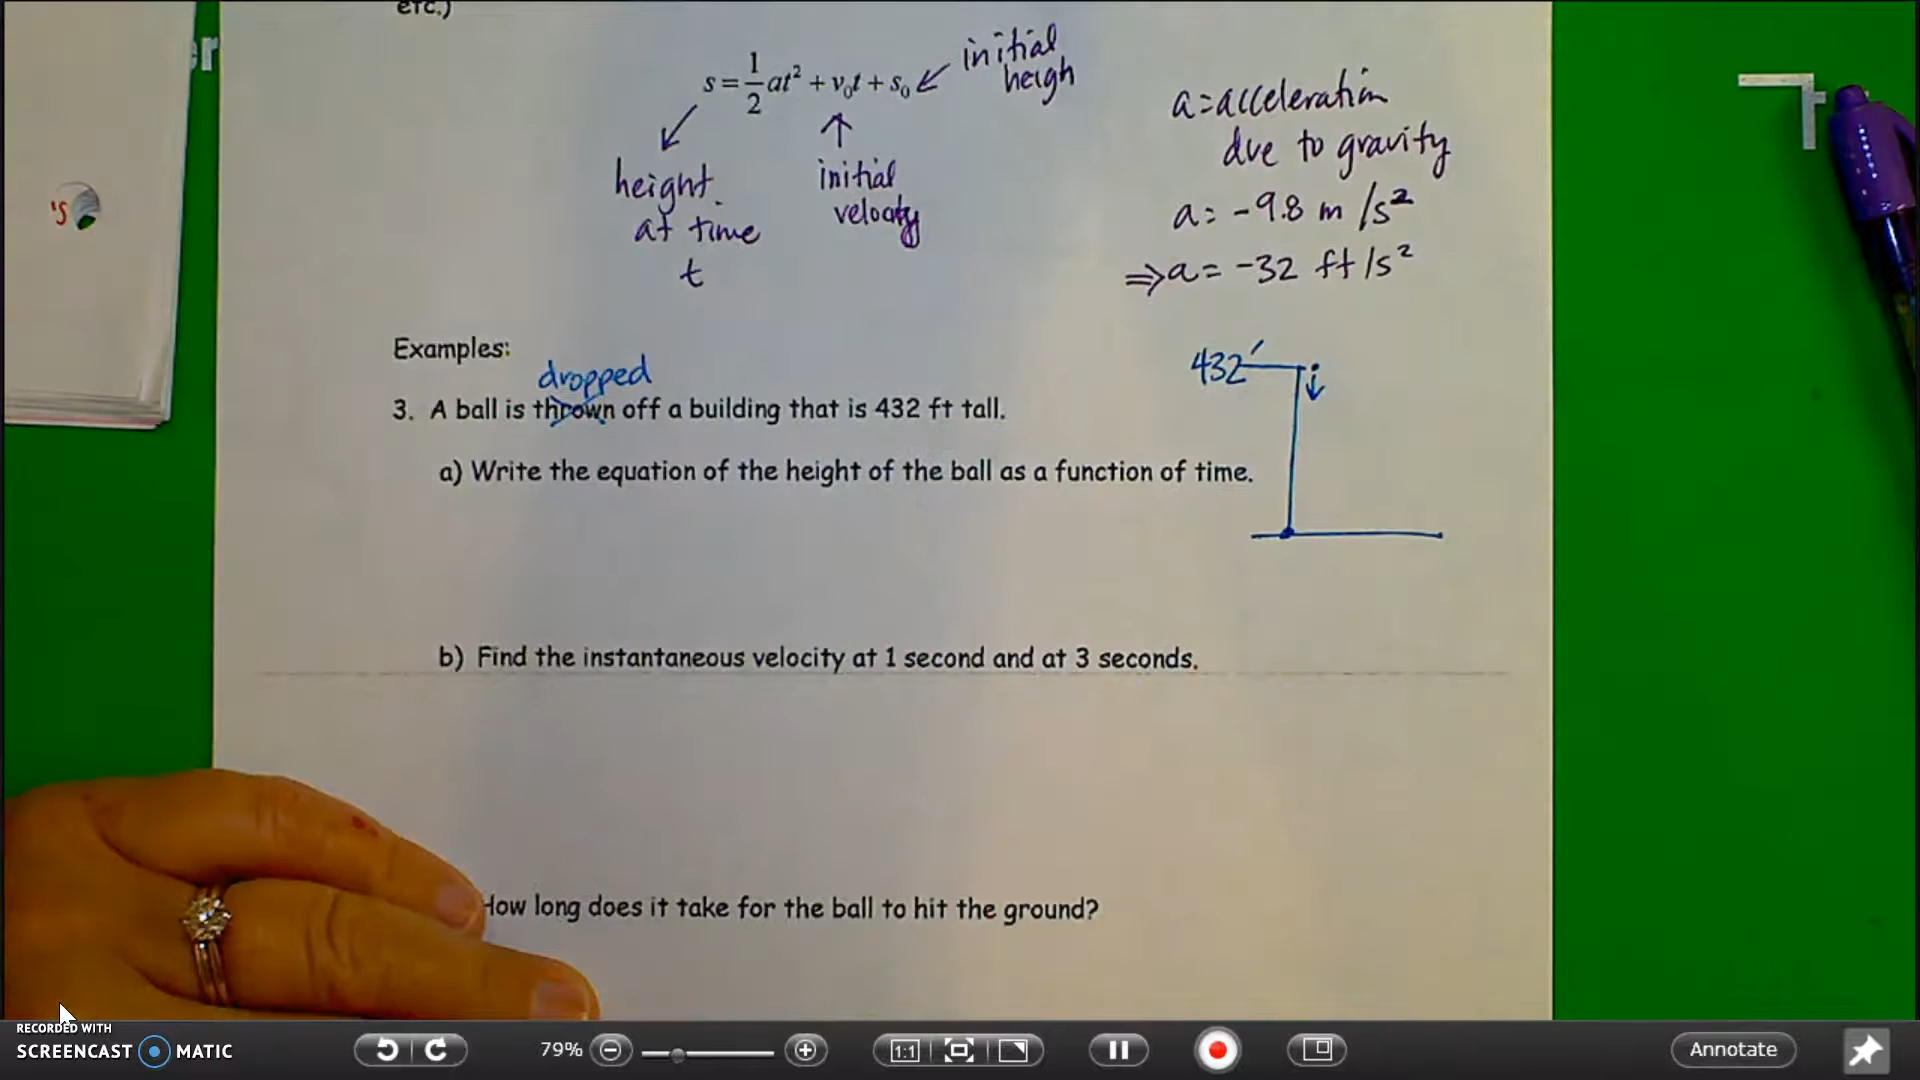 etc.)
er
s = 1/2 at² + v₀t + s₀
initial
heigh
height
at time
t
initial
velocity
a = acceleration
due to gravity
a = -9.8 m/s²
⇒ a = -32 ft/s²
's
Examples:
dropped
3. A ball is thrown off a building that is 432 ft tall.
432'
a) Write the equation of the height of the ball as a function of time.
b) Find the instantaneous velocity at 1 second and at 3 seconds.
How long does it take for the ball to hit the ground?
RECORDED WITH
SCREENCAST MATIC
79%
1:1
Annotate